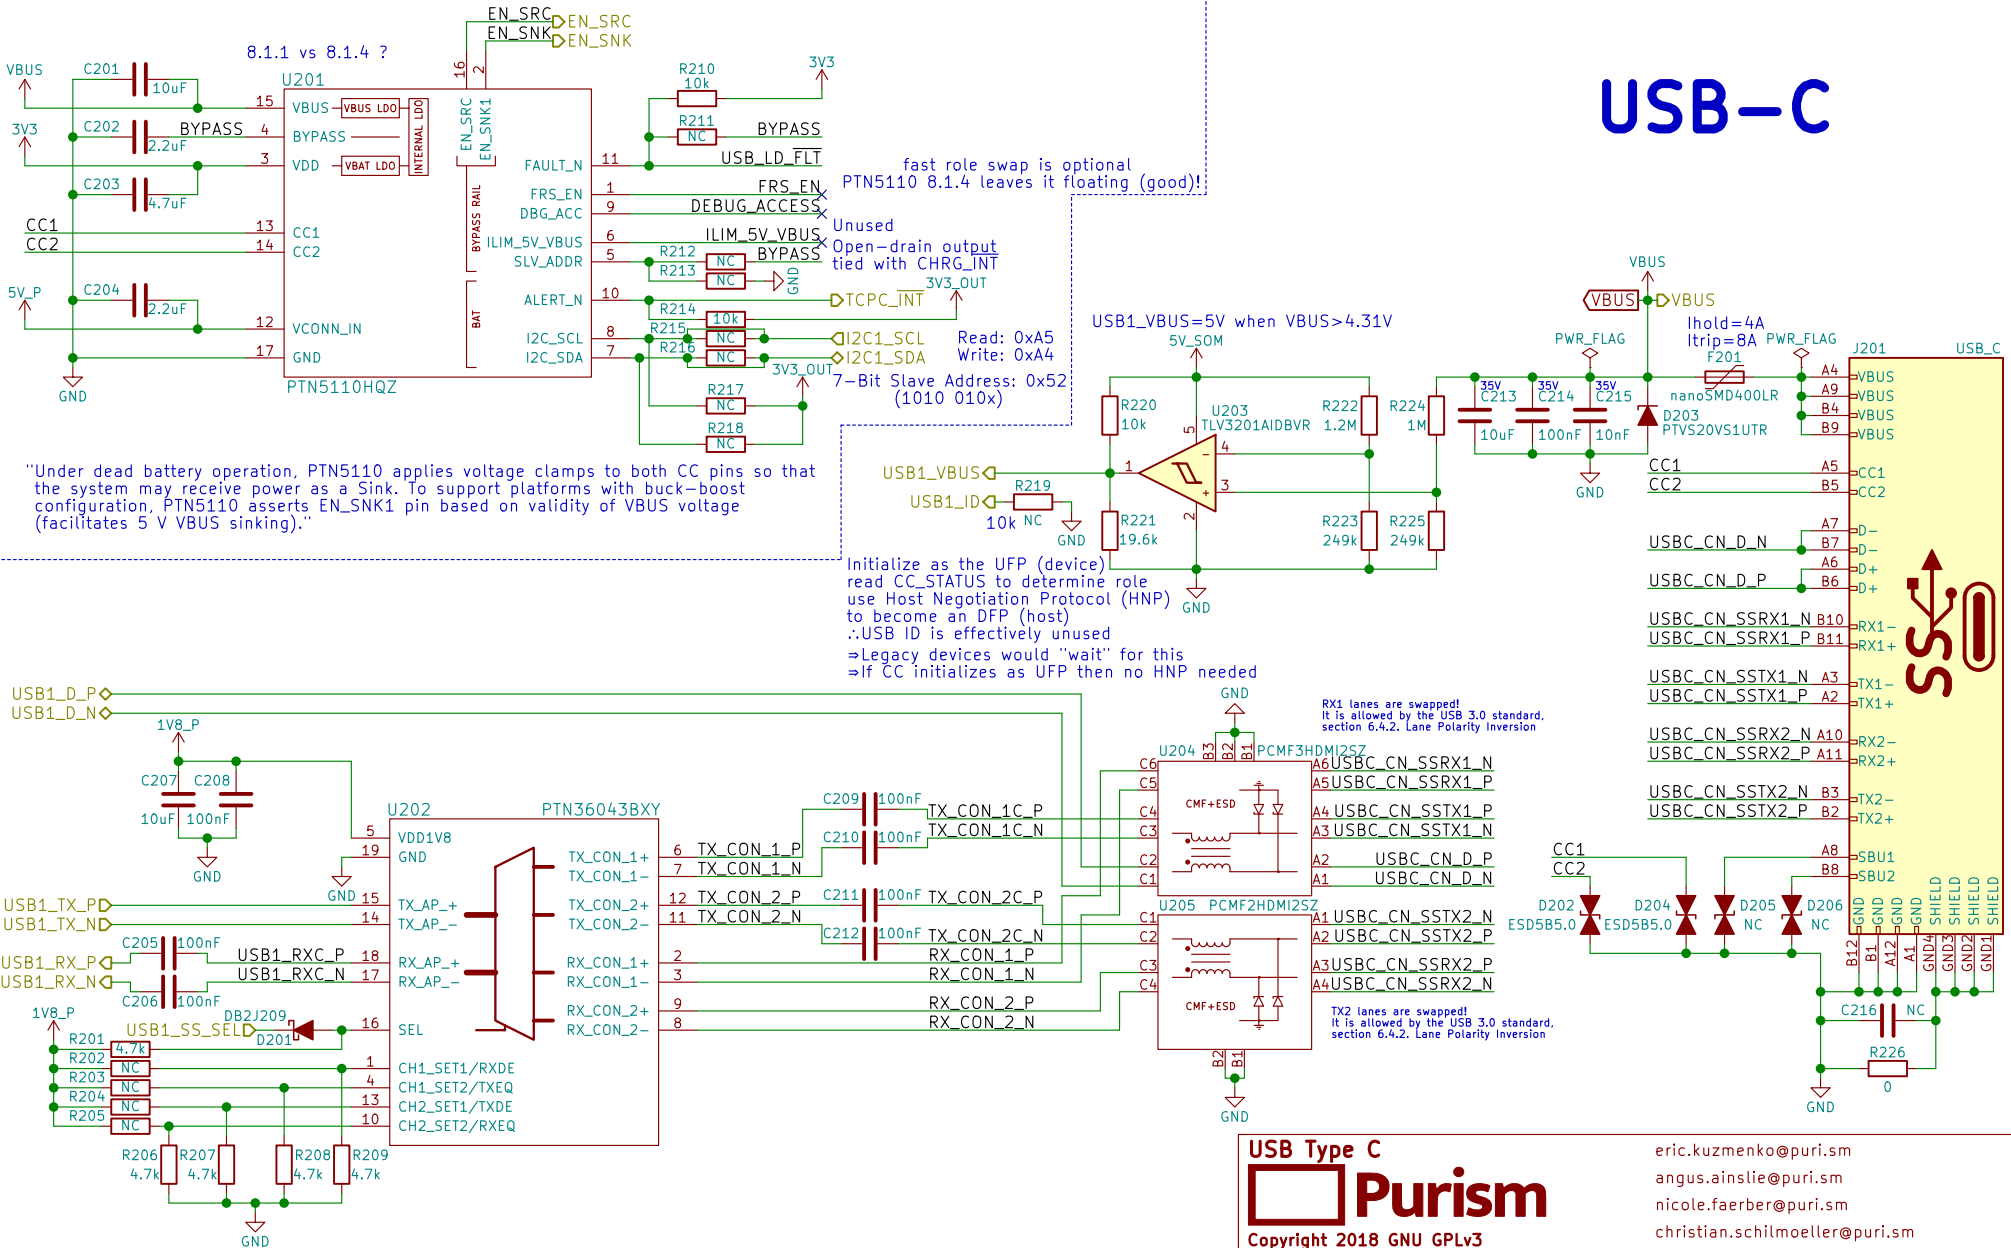 USB-C
8.1.1 vs 8.1.4 ?
EN_SRC
EN_SRC
EN_SNK
EN_SNK
VBUS
C201
10uF
U201
16
2
15
VBUS
VBUS LDO
INTERNAL LDO
EN_SRC
EN_SNK1
3V3
C202
2.2uF
BYPASS
4
BYPASS
3
VDD
VBAT LDO
C203
4.7uF
CC1
13
CC1
CC2
14
CC2
BYPASS RAIL
5V_P
C204
2.2uF
12
VCONN_IN
BAT
17
GND
GND
PTN5110HQZ
FAULT_N
11
FRS_EN
1
DBG_ACC
9
ILIM_5V_VBUS
6
SLV_ADDR
5
ALERT_N
10
I2C_SCL
8
I2C_SDA
7
R210
10k
3V3
R211
NC
BYPASS
USB_LD_FLT
FRS_EN
DEBUG_ACCESS
ILIM_5V_VBUS
R212
NC
BYPASS
R213
NC
GND
R214
10k
3V3_OUT
R215
NC
R216
NC
R217
NC
3V3_OUT
R218
NC
fast role swap is optional
PTN5110 8.1.4 leaves it floating (good)!
Unused
Open-drain output
tied with CHRG_INT
TCPC_INT
I2C1_SCL
I2C1_SDA
Read: 0xA5
Write: 0xA4
7-Bit Slave Address: 0x52
(1010 010x)
"Under dead battery operation, PTN5110 applies voltage clamps to both CC pins so that
the system may receive power as a Sink. To support platforms with buck-boost
configuration, PTN5110 asserts EN_SNK1 pin based on validity of VBUS voltage
(facilitates 5 V VBUS sinking)."
USB1_VBUS=5V when VBUS>4.31V
5V_SOM
R220
10k
U203
TLV3201AIDBVR
R222
1.2M
R224
1M
5
1
4
3
2
-
+
USB1_VBUS
USB1_ID
R219
10k
NC
GND
R221
19.6k
R223
249k
R225
249k
GND
Initialize as the UFP (device)
read CC_STATUS to determine role
use Host Negotiation Protocol (HNP)
to become an DFP (host)
∴USB ID is effectively unused
⇒Legacy devices would "wait" for this
⇒If CC initializes as UFP then no HNP needed
VBUS
VBUS
VBUS
PWR_FLAG
Ihold=4A
Itrip=8A
F201
nanoSMD400LR
PWR_FLAG
35V
C213
10uF
35V
C214
100nF
35V
C215
10nF
D203
PTVS20VS1UTR
GND
J201
USB_C
A4
VBUS
A9
VBUS
B4
VBUS
B9
VBUS
CC1
A5
CC1
CC2
B5
CC2
A7
D-
USBC_CN_D_N
B7
D-
A6
D+
USBC_CN_D_P
B6
D+
USBC_CN_SSRX1_N
B10
RX1-
USBC_CN_SSRX1_P
B11
RX1+
USBC_CN_SSTX1_N
A3
TX1-
USBC_CN_SSTX1_P
A2
TX1+
USBC_CN_SSRX2_N
A10
RX2-
USBC_CN_SSRX2_P
A11
RX2+
USBC_CN_SSTX2_N
B3
TX2-
USBC_CN_SSTX2_P
B2
TX2+
A8
SBU1
B8
SBU2
SS
GND
GND
GND
GND
SHIELD
SHIELD
SHIELD
SHIELD
B12
B1
A12
A1
GND4
GND3
GND2
GND1
CC1
CC2
D202
ESD5B5.0
D204
ESD5B5.0
D205
NC
D206
NC
C216
NC
R226
0
GND
USB1_D_P
USB1_D_N
1V8_P
C207
10uF
C208
100nF
GND
U202
PTN36043BXY
5
VDD1V8
19
GND
GND
USB1_TX_P
15
TX_AP_+
USB1_TX_N
14
TX_AP_-
C205
100nF
USB1_RX_P
USB1_RXC_P
18
RX_AP_+
USB1_RX_N
USB1_RXC_N
17
RX_AP_-
C206
100nF
DB2J209
USB1_SS_SEL
D201
16
SEL
1V8_P
R201
4.7k
R202
NC
1
CH1_SET1/RXDE
R203
NC
4
CH1_SET2/TXEQ
R204
NC
13
CH2_SET1/TXDE
R205
NC
10
CH2_SET2/RXEQ
R206
4.7k
R207
4.7k
R208
4.7k
R209
4.7k
GND
TX_CON_1+
6
TX_CON_1_P
TX_CON_1-
7
TX_CON_1_N
TX_CON_2+
12
TX_CON_2_P
TX_CON_2-
11
TX_CON_2_N
RX_CON_1+
2
RX_CON_1-
3
RX_CON_2+
9
RX_CON_2-
8
C209
100nF
TX_CON_1C_P
C210
100nF
TX_CON_1C_N
C211
100nF
TX_CON_2C_P
C212
100nF
TX_CON_2C_N
RX_CON_1_P
RX_CON_1_N
RX_CON_2_P
RX_CON_2_N
GND
RX1 lanes are swapped!
It is allowed by the USB 3.0 standard,
section 6.4.2. Lane Polarity Inversion
U204
B3
B2
B1
PCMF3HDMI2SZ
C6
C5
C4
C3
C2
C1
CMF+ESD
A6
USBC_CN_SSRX1_N
A5
USBC_CN_SSRX1_P
A4
USBC_CN_SSTX1_P
A3
USBC_CN_SSTX1_N
A2
USBC_CN_D_P
A1
USBC_CN_D_N
U205
PCMF2HDMI2SZ
C1
C2
C3
C4
CMF+ESD
A1
USBC_CN_SSTX2_N
A2
USBC_CN_SSTX2_P
A3
USBC_CN_SSRX2_P
A4
USBC_CN_SSRX2_N
B2
B1
GND
TX2 lanes are swapped!
It is allowed by the USB 3.0 standard,
section 6.4.2. Lane Polarity Inversion
USB Type C
Purism
Copyright 2018 GNU GPLv3
eric.kuzmenko@puri.sm
angus.ainslie@puri.sm
nicole.faerber@puri.sm
christian.schilmoeller@puri.sm